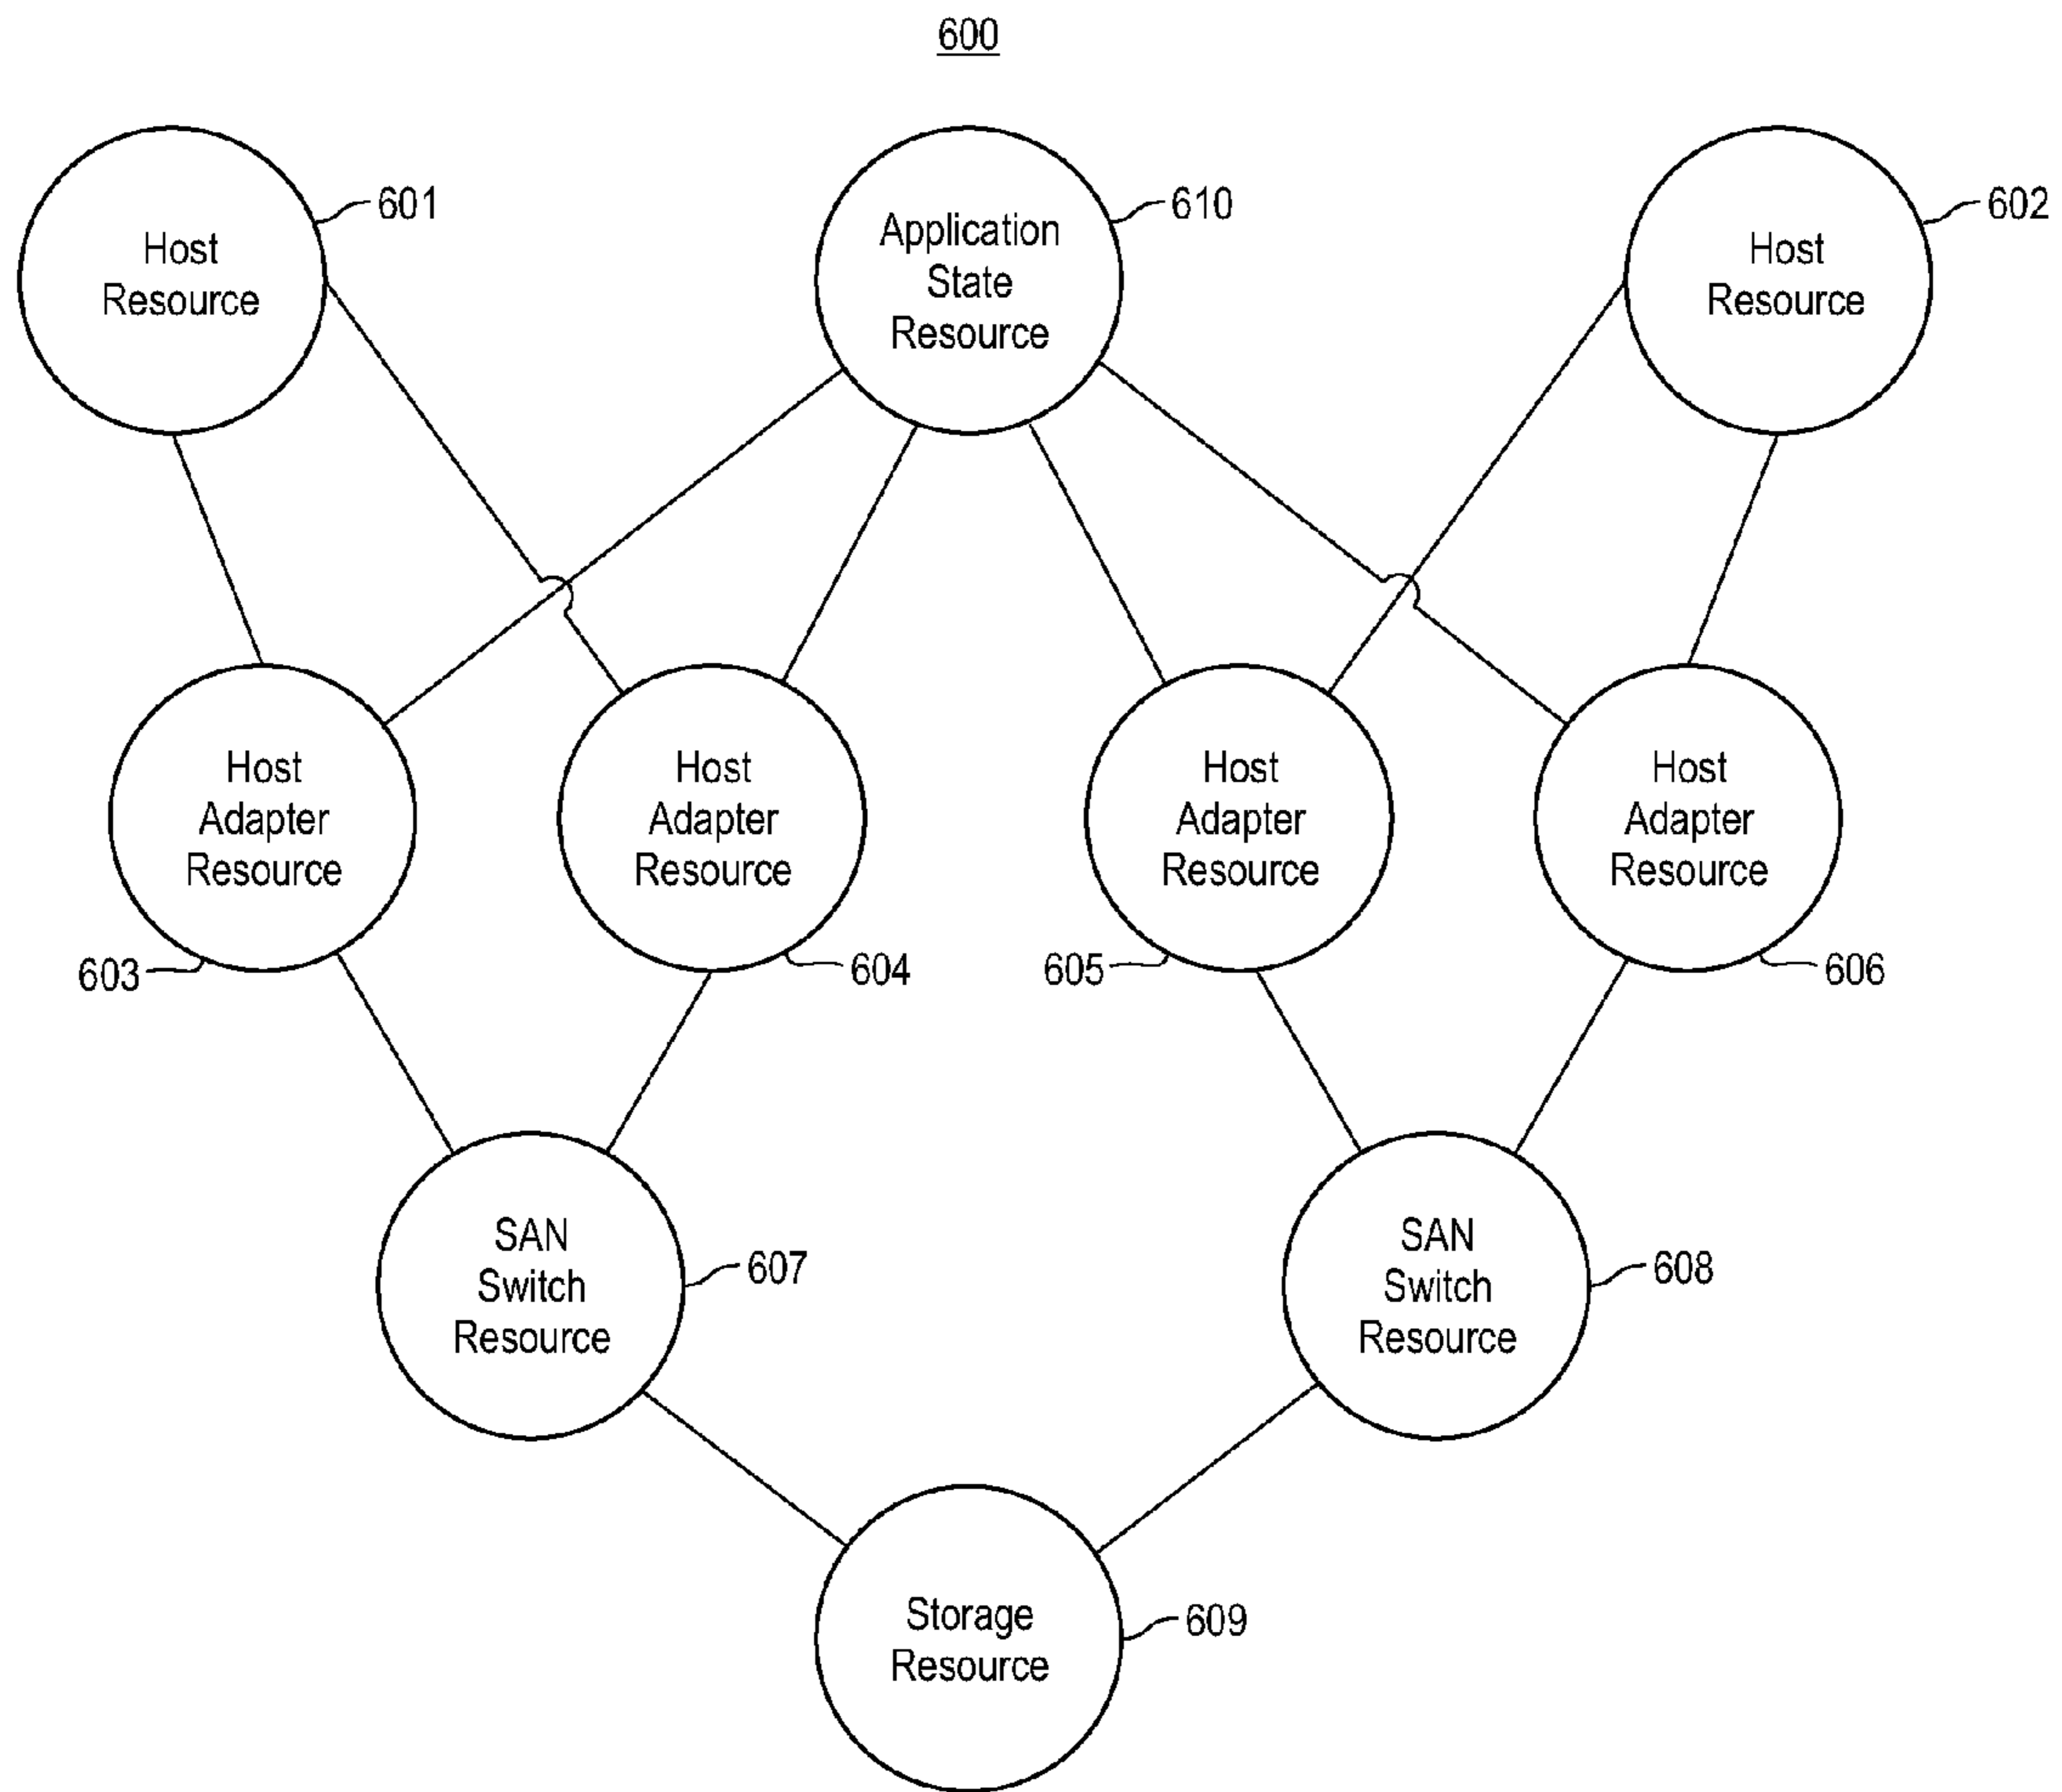 600
601
Host
Resource
610
Application
State
Resource
602
Host
Resource
Host
Adapter
Resource
603
Host
Adapter
Resource
604
Host
Adapter
Resource
605
Host
Adapter
Resource
606
SAN
Switch
Resource
607
SAN
Switch
Resource
608
Storage
Resource
609